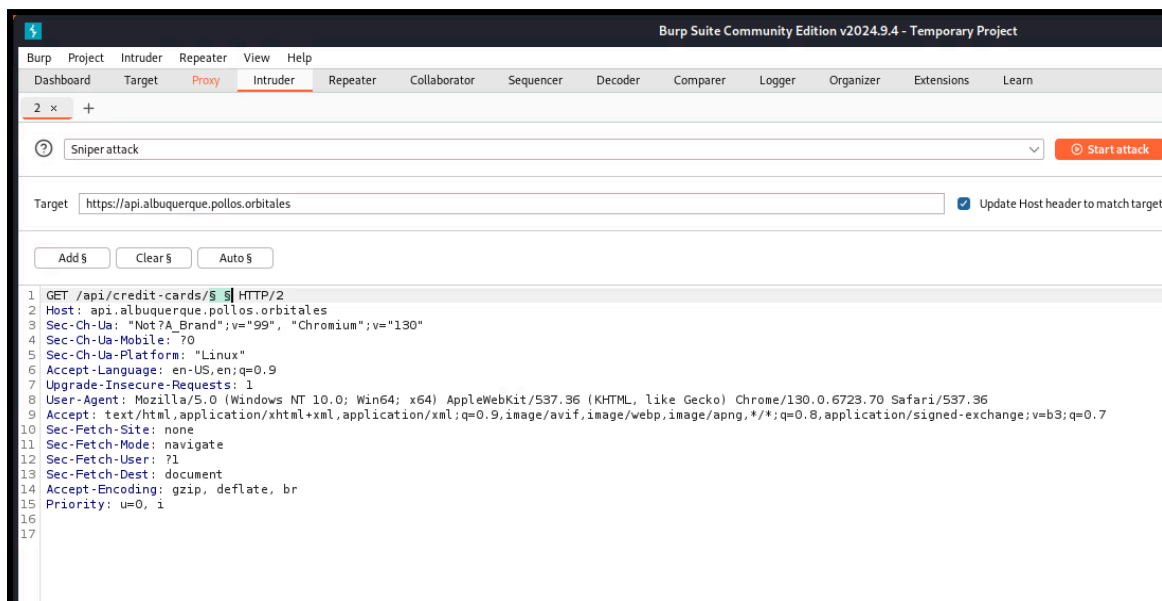 Burp Suite Community Edition v2024.9.4 - Temporary Project
Burp Project Intruder Repeater View Help
Dashboard Target Proxy Intruder Repeater Collaborator Sequencer Decoder Comparer Logger Organizer Extensions Learn
2 × +
Sniper attack Start attack
Target https://api.albuquerque.pollos.orbitales Update Host header to match target
Add § Clear § Auto §
1 GET /api/credit-cards/§ § HTTP/2
2 Host: api.albuquerque.pollos.orbitales
3 Sec-Ch-Ua: "Not?A_Brand";v="99", "Chromium";v="130"
4 Sec-Ch-Ua-Mobile: ?0
5 Sec-Ch-Ua-Platform: "Linux"
6 Accept-Language: en-US,en;q=0.9
7 Upgrade-Insecure-Requests: 1
8 User-Agent: Mozilla/5.0 (Windows NT 10.0; Win64; x64) AppleWebKit/537.36 (KHTML, like Gecko) Chrome/130.0.6723.70 Safari/537.36
9 Accept: text/html,application/xhtml+xml,application/xml;q=0.9,image/avif,image/webp,image/apng,*/*;q=0.8,application/signed-exchange;v=b3;q=0.7
10 Sec-Fetch-Site: none
11 Sec-Fetch-Mode: navigate
12 Sec-Fetch-User: ?1
13 Sec-Fetch-Dest: document
14 Accept-Encoding: gzip, deflate, br
15 Priority: u=0, i
16
17